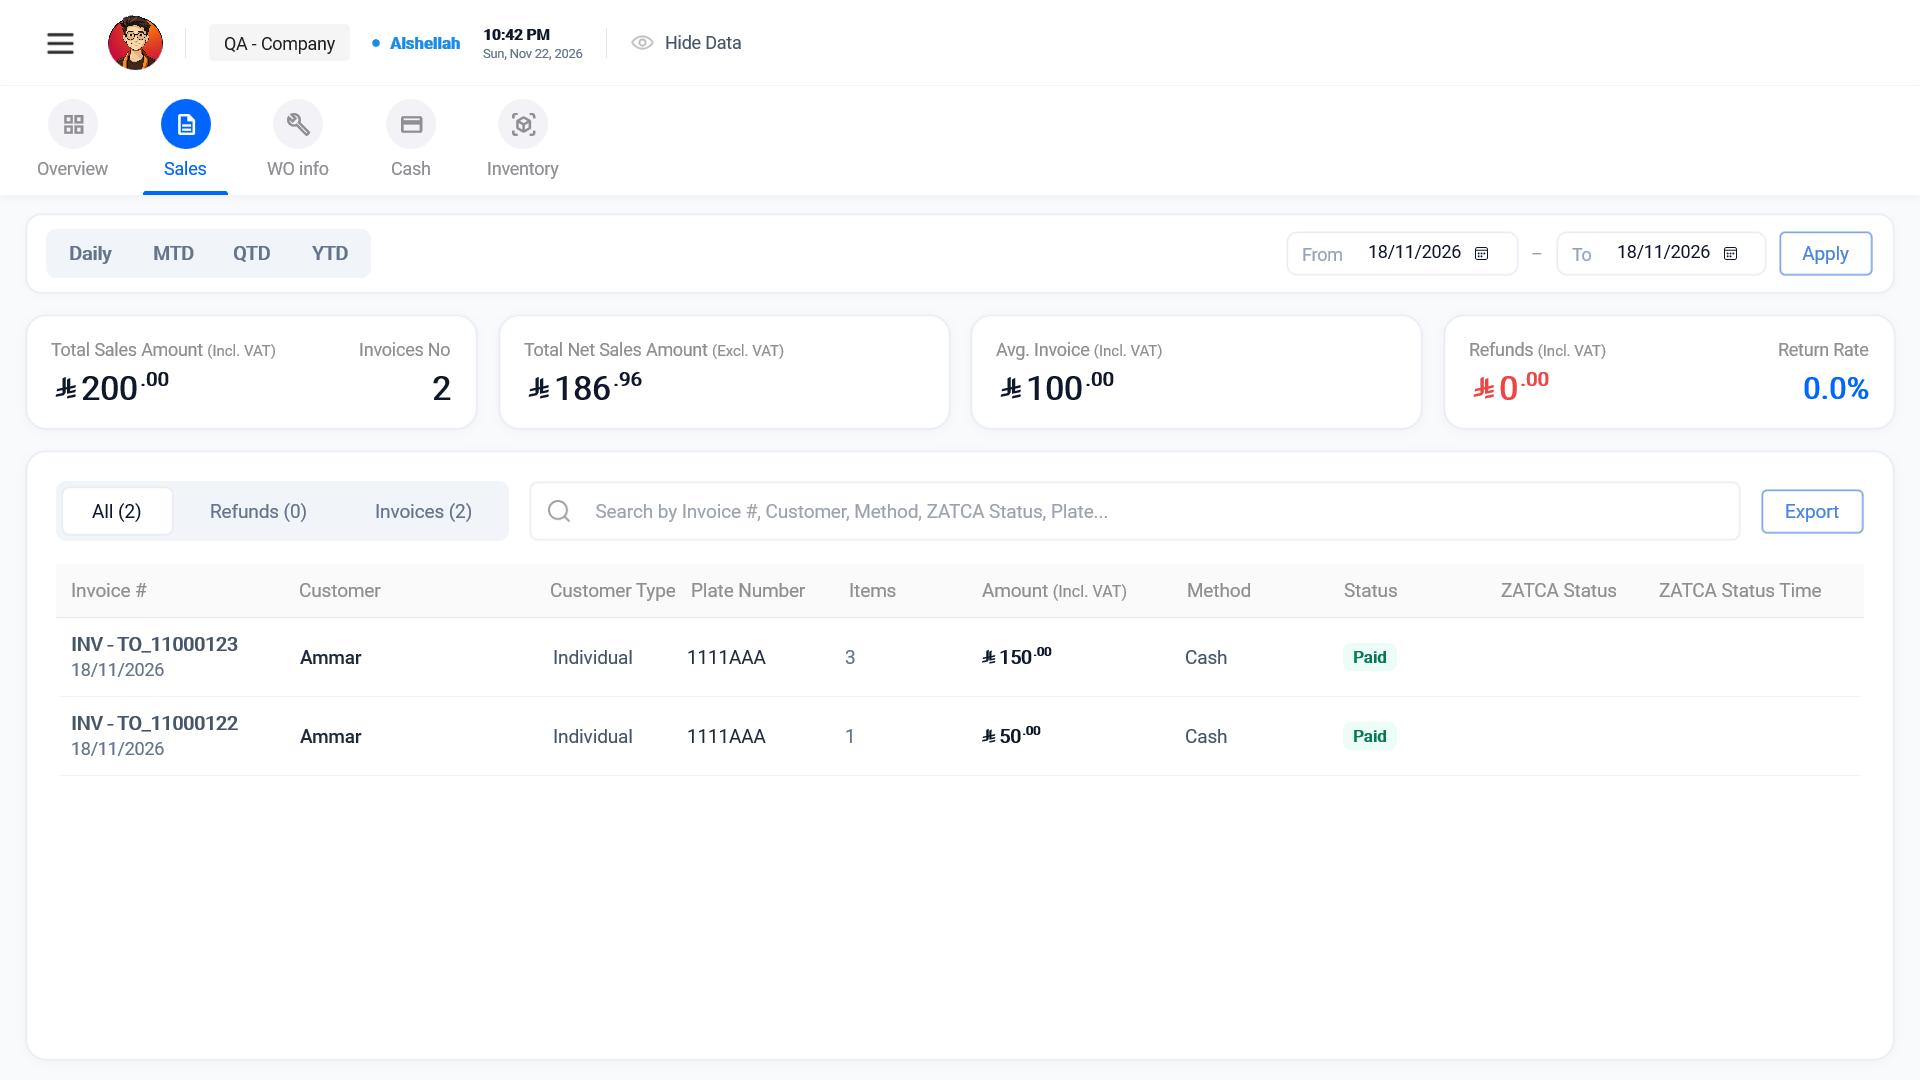 QA - Company
Alshellah
10:42 PM
Sun, Nov 22, 2026
Hide Data
Overview
Sales
WO info
Cash
Inventory
Daily MTD QTD YTD
From 18/11/2026 – To 18/11/2026 Apply
Total Sales Amount (Incl. VAT) Invoices No
200.00 2
Total Net Sales Amount (Excl. VAT)
186.96
Avg. Invoice (Incl. VAT)
100.00
Refunds (Incl. VAT) Return Rate
0.00 0.0%
All (2) Refunds (0) Invoices (2) Search by Invoice #, Customer, Method, ZATCA Status, Plate... Export
Invoice # Customer Customer Type Plate Number Items Amount (Incl. VAT) Method Status ZATCA Status ZATCA Status Time
INV - TO_11000123
18/11/2026
Ammar Individual 1111AAA 3 150.00 Cash Paid
INV - TO_11000122
18/11/2026
Ammar Individual 1111AAA 1 50.00 Cash Paid